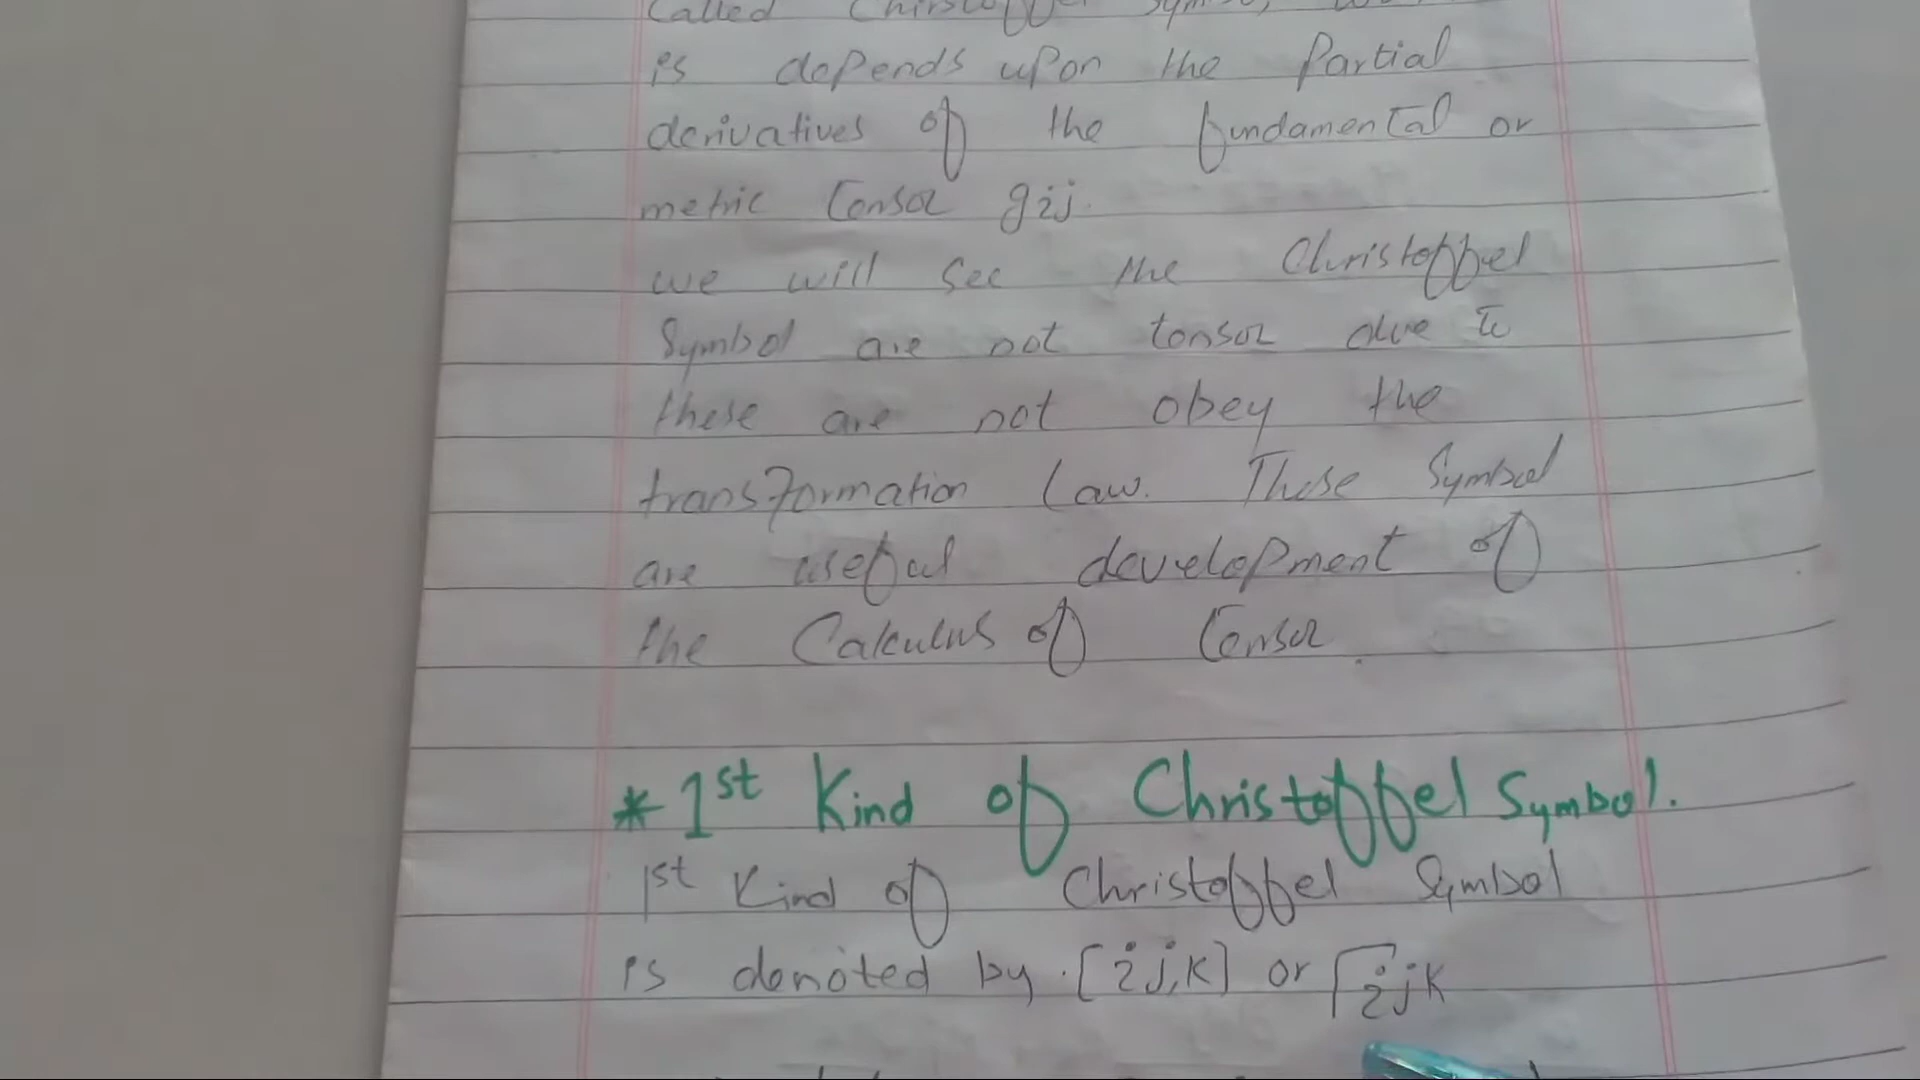 Called
is depends upon the Partial
derivatives of the fundamental or
metric Tensor gij.
we will see the Christoffel
Symbol are not tensor due to
these are not obey the
transformation Law. These Symbol
are useful development of
the Calculus of Tensor.
* 1st Kind of Christoffel Symbol.
1st Kind of Christoffel Symbol
is denoted by [ij,k] or Γijk